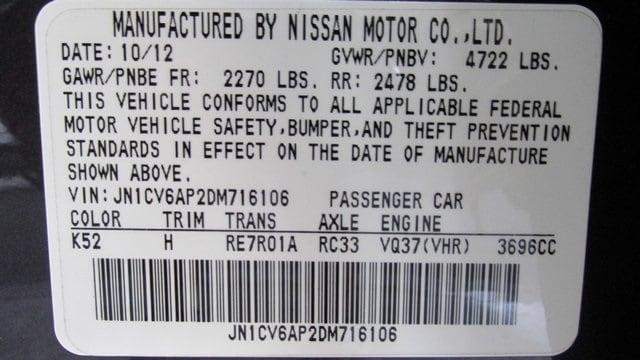 MANUFACTURED BY NISSAN MOTOR CO.,LTD.
DATE: 10/12 GVWR/PNBV: 4722 LBS.
GAWR/PNBE FR: 2270 LBS. RR: 2478 LBS.
THIS VEHICLE CONFORMS TO ALL APPLICABLE FEDERAL
MOTOR VEHICLE SAFETY,BUMPER,AND THEFT PREVENTION
STANDARDS IN EFFECT ON THE DATE OF MANUFACTURE
SHOWN ABOVE.
VIN:JN1CV6AP2DM716106 PASSENGER CAR
COLOR TRIM TRANS AXLE ENGINE
K52 H RE7R01A RC33 VQ37(VHR) 3696CC
JN1CV6AP2DM716106